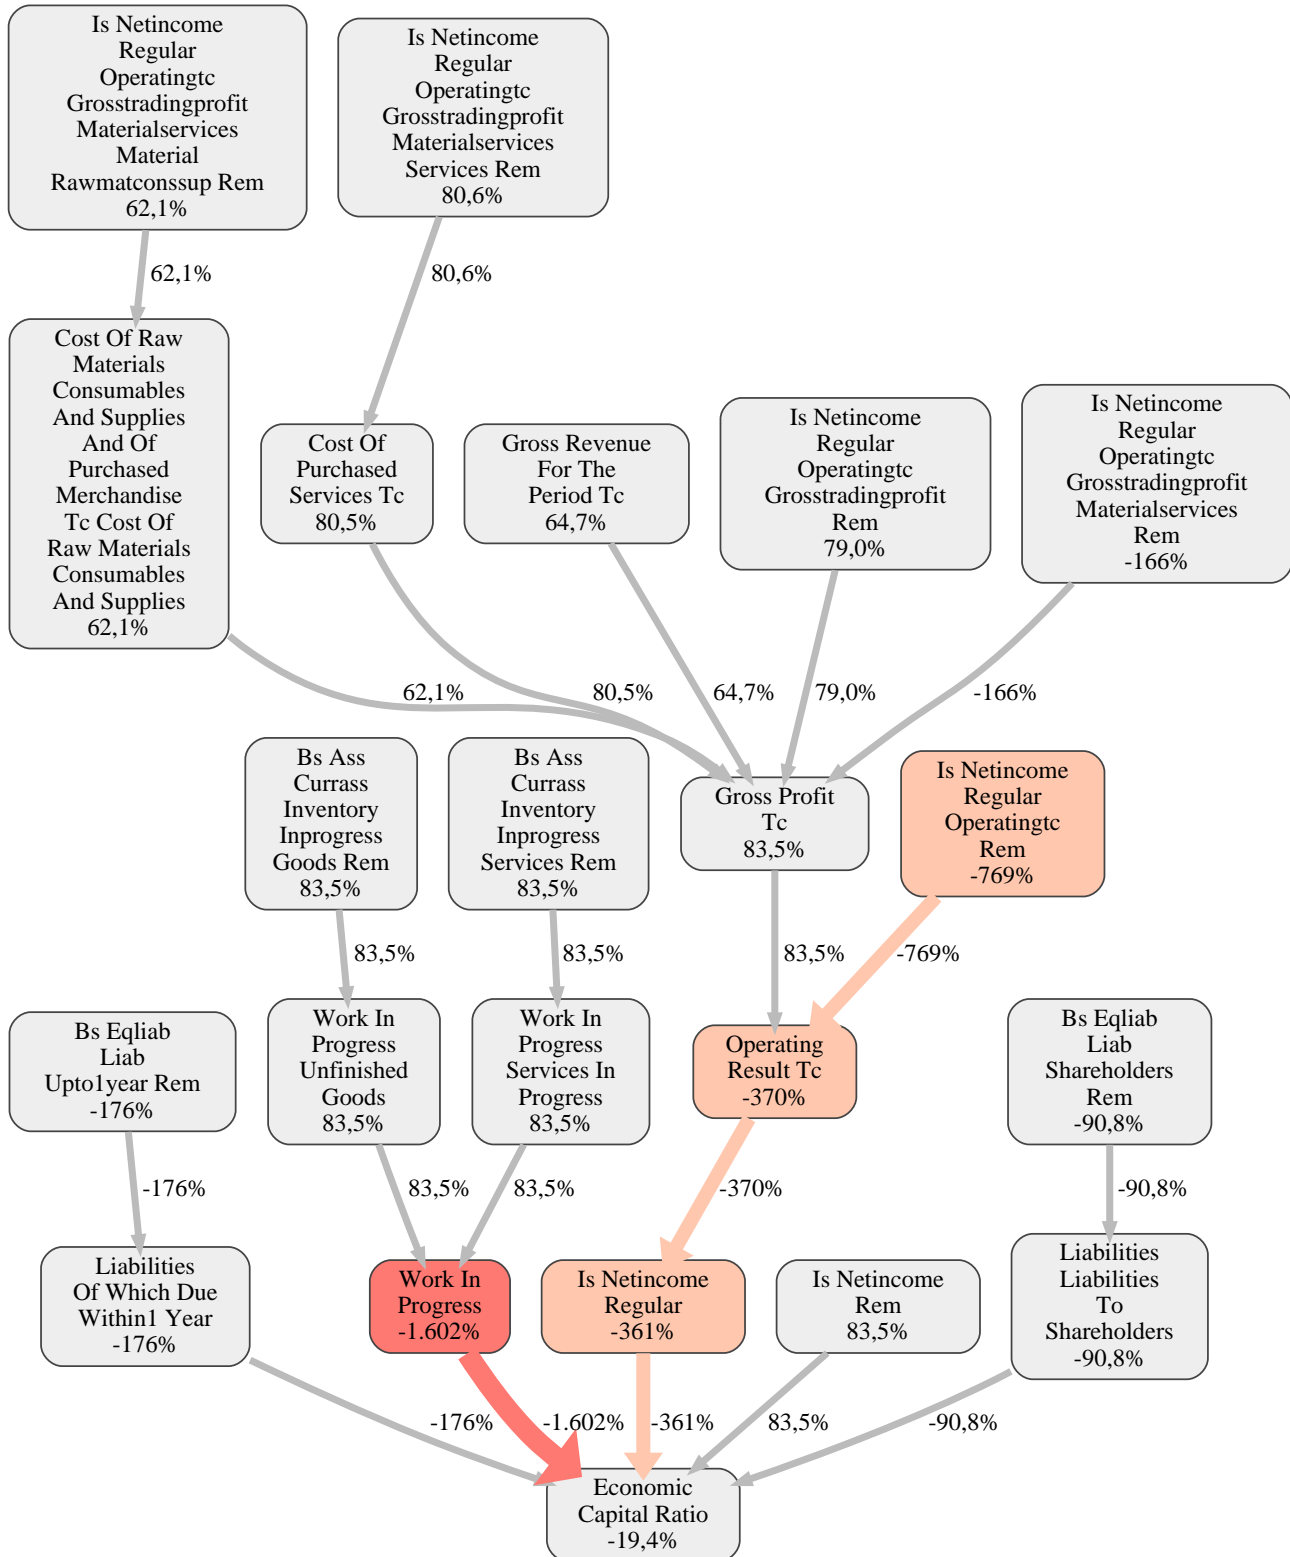 Is Netincome
Regular
Operatingtc
Grosstradingprofit
Materialservices
Material
Rawmatconssup Rem
62,1%
Is Netincome
Regular
Operatingtc
Grosstradingprofit
Materialservices
Services Rem
80,6%
62,1%
80,6%
Cost Of Raw
Materials
Consumables
And Supplies
And Of
Purchased
Merchandise
Tc Cost Of
Raw Materials
Consumables
And Supplies
62,1%
Cost Of
Purchased
Services Tc
80,5%
Gross Revenue
For The
Period Tc
64,7%
Is Netincome
Regular
Operatingtc
Grosstradingprofit
Rem
79,0%
Is Netincome
Regular
Operatingtc
Grosstradingprofit
Materialservices
Rem
-166%
62,1%
80,5%
64,7%
79,0%
-166%
Bs Ass
Currass
Inventory
Inprogress
Goods Rem
83,5%
Bs Ass
Currass
Inventory
Inprogress
Services Rem
83,5%
Gross Profit
Tc
83,5%
Is Netincome
Regular
Operatingtc
Rem
-769%
83,5%
83,5%
83,5%
-769%
Bs Eqliab
Liab
Upto1year Rem
-176%
Work In
Progress
Unfinished
Goods
83,5%
Work In
Progress
Services In
Progress
83,5%
Operating
Result Tc
-370%
Bs Eqliab
Liab
Shareholders
Rem
-90,8%
-176%
83,5%
83,5%
-370%
-90,8%
Liabilities
Of Which Due
Within1 Year
-176%
Work In
Progress
-1.602%
Is Netincome
Regular
-361%
Is Netincome
Rem
83,5%
Liabilities
Liabilities
To
Shareholders
-90,8%
-176%
-1.602%
-361%
83,5%
-90,8%
Economic
Capital Ratio
-19,4%